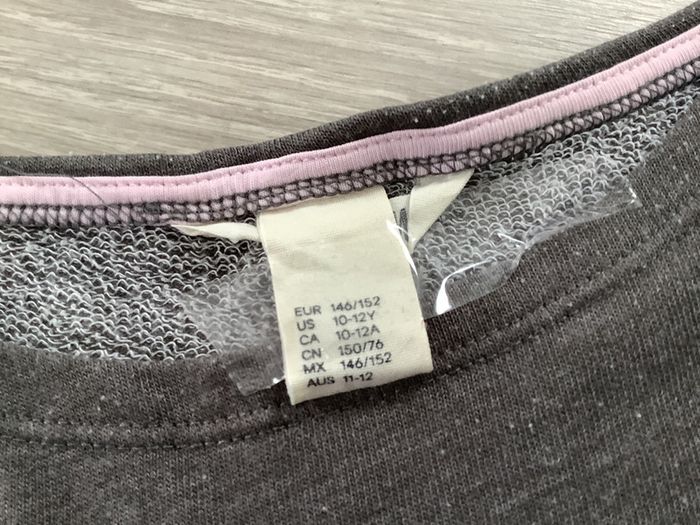 EUR 146/152
US 10-12Y
CA 10-12A
CN 150/76
MX 146/152
AUS 11-12